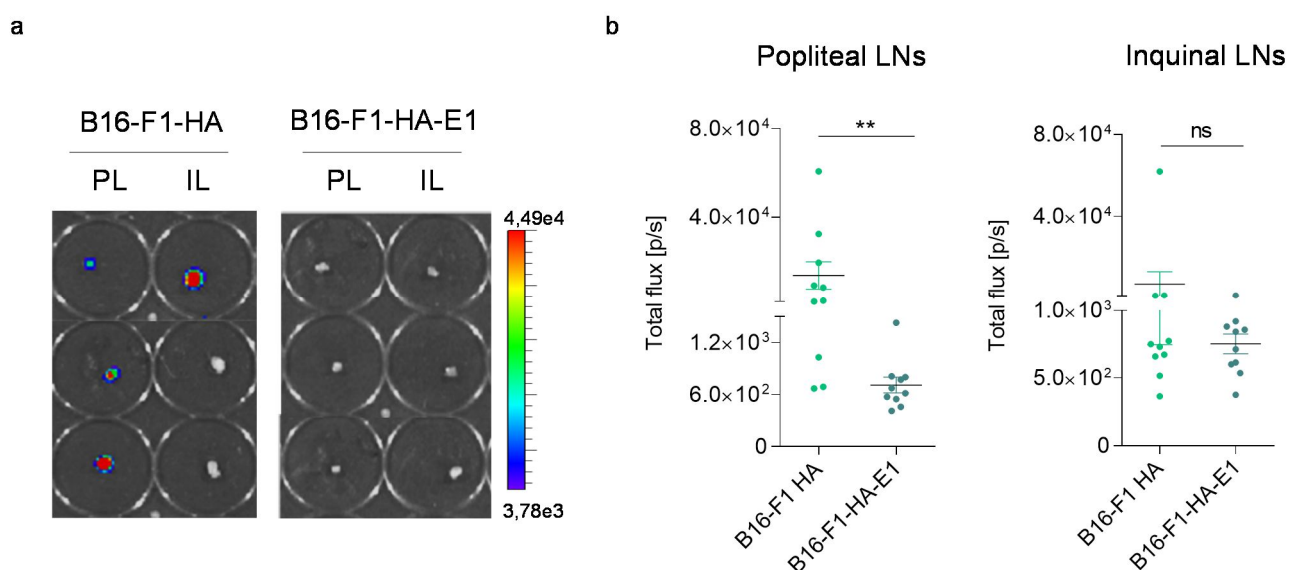 a
B16-F1-HA
B16-F1-HA-E1
PL
IL
PL
IL
4,49e4
3,78e3
b
Popliteal LNs
Total flux [p/s]
8.0×10⁴
4.0×10⁴
1.2×10³
6.0×10²
0
**
B16-F1 HA
B16-F1-HA-E1
Inquinal LNs
Total flux [p/s]
8.0×10⁴
4.0×10⁴
1.0×10³
5.0×10²
0
ns
B16-F1 HA
B16-F1-HA-E1